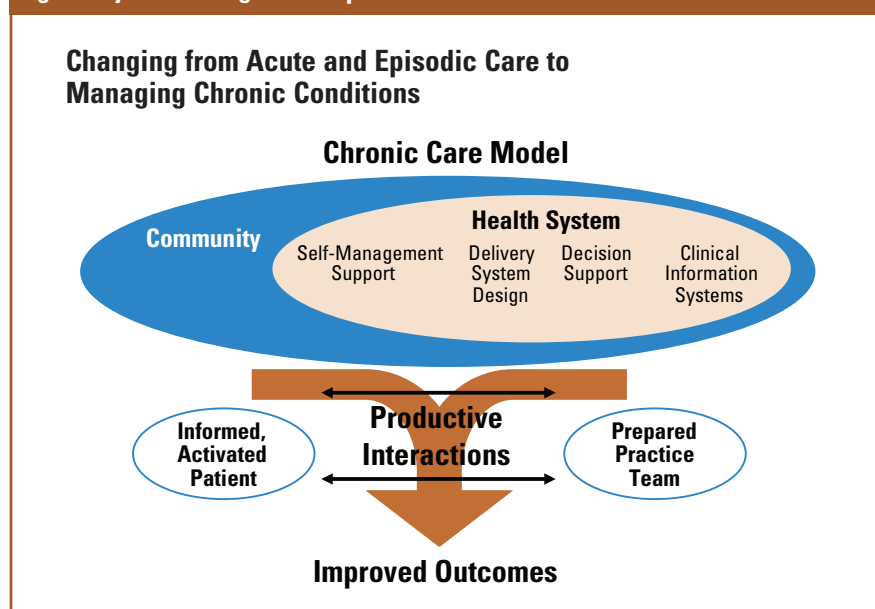 Changing from Acute and Episodic Care to
Managing Chronic Conditions
Chronic Care Model
Community
Health System
Self-Management
Support
Delivery
System
Design
Decision
Support
Clinical
Information
Systems
Informed,
Activated
Patient
Productive
Interactions
Prepared
Practice
Team
Improved Outcomes